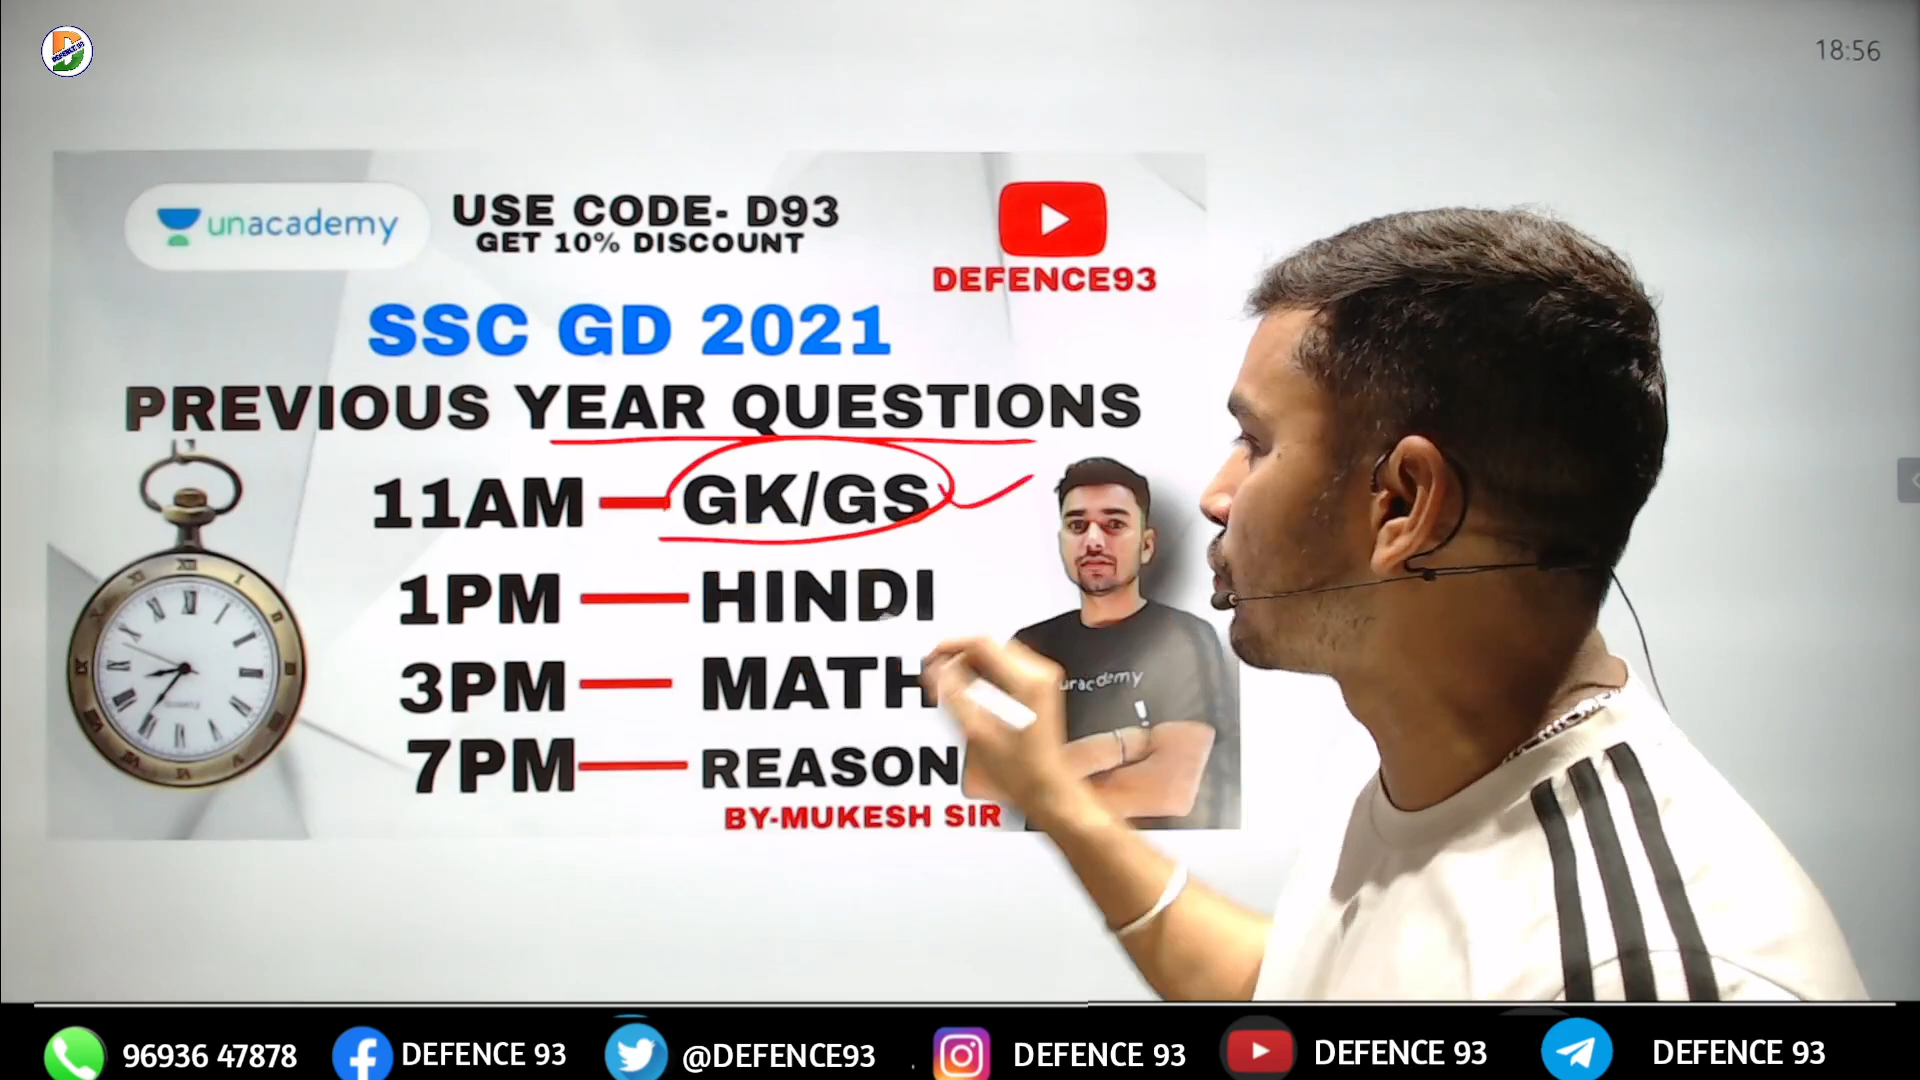 DEFENCE 93
18:56
unacademy
USE CODE- D93
GET 10% DISCOUNT
DEFENCE93
SSC GD 2021
PREVIOUS YEAR QUESTIONS
11AM — GK/GS
1PM — HINDI
3PM — MATH
7PM — REASON
BY-MUKESH SIR
unacademy
96936 47878
DEFENCE 93
@DEFENCE93
DEFENCE 93
DEFENCE 93
DEFENCE 93